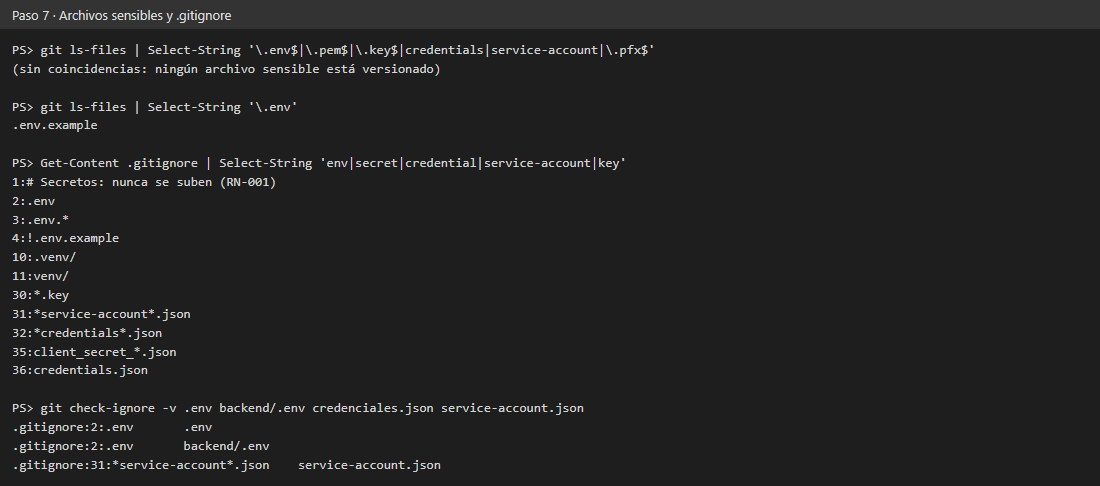 Paso 7 · Archivos sensibles y .gitignore
PS> git ls-files | Select-String '\.env$|\.pem$|\.key$|credentials|service-account|\.pfx$'
(sin coincidencias: ningún archivo sensible está versionado)
PS> git ls-files | Select-String '\.env'
.env.example
PS> Get-Content .gitignore | Select-String 'env|secret|credential|service-account|key'
1:# Secretos: nunca se suben (RN-001)
2:.env
3:.env.*
4:!.env.example
10:.venv/
11:venv/
30:*.key
31:*service-account*.json
32:*credentials*.json
35:client_secret_*.json
36:credentials.json
PS> git check-ignore -v .env backend/.env credenciales.json service-account.json
.gitignore:2:.env .env
.gitignore:2:.env backend/.env
.gitignore:31:*service-account*.json service-account.json